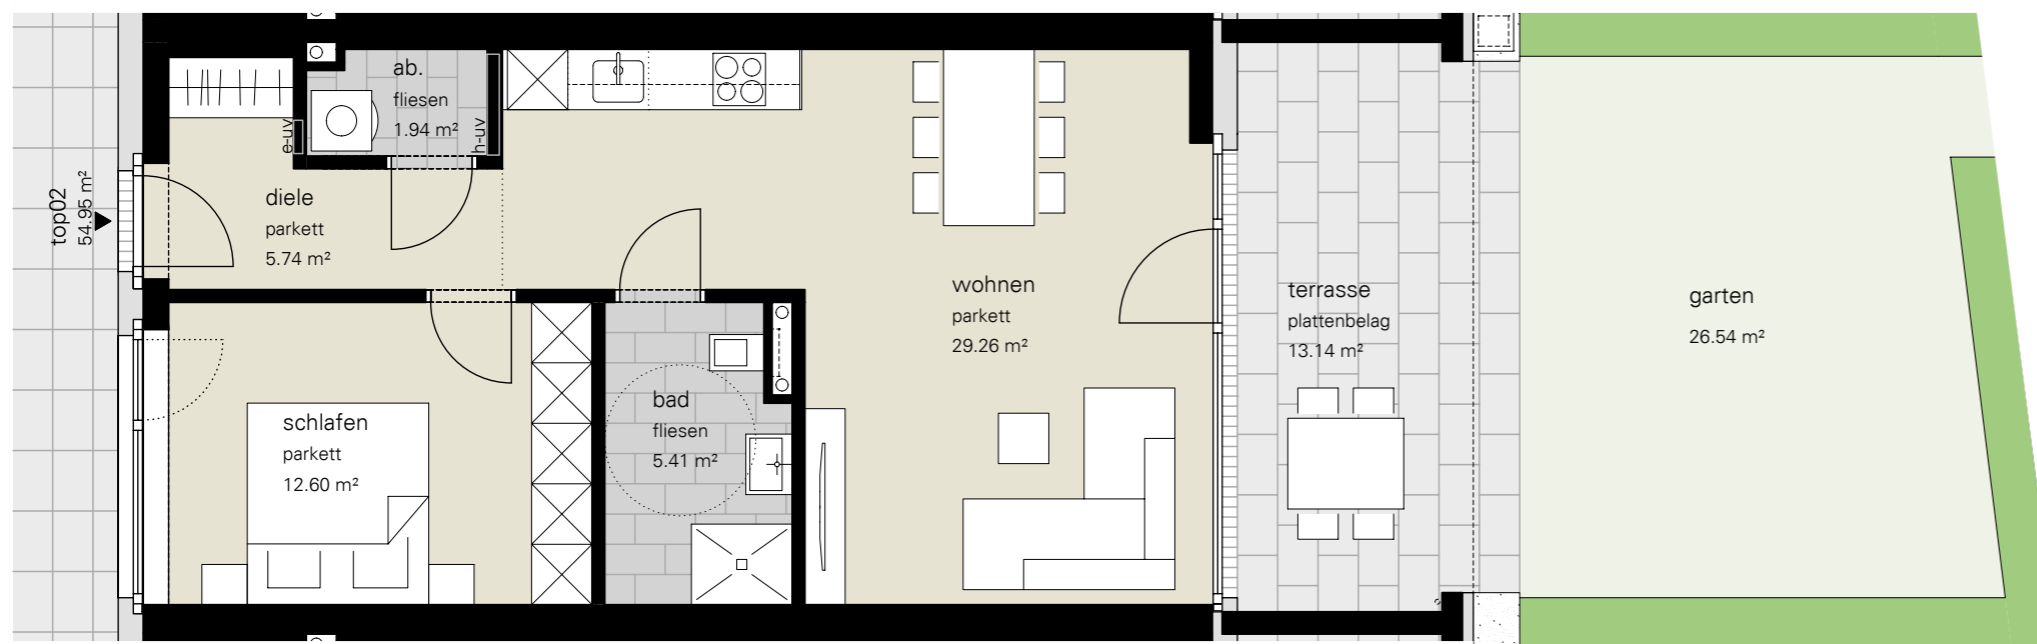 top02
54.95 m²
diele
parkett
5.74 m²
e-uv
ab.
fliesen
1.94 m²
h-uv
schlafen
parkett
12.60 m²
bad
fliesen
5.41 m²
wohnen
parkett
29.26 m²
terrasse
plattenbelag
13.14 m²
garten
26.54 m²